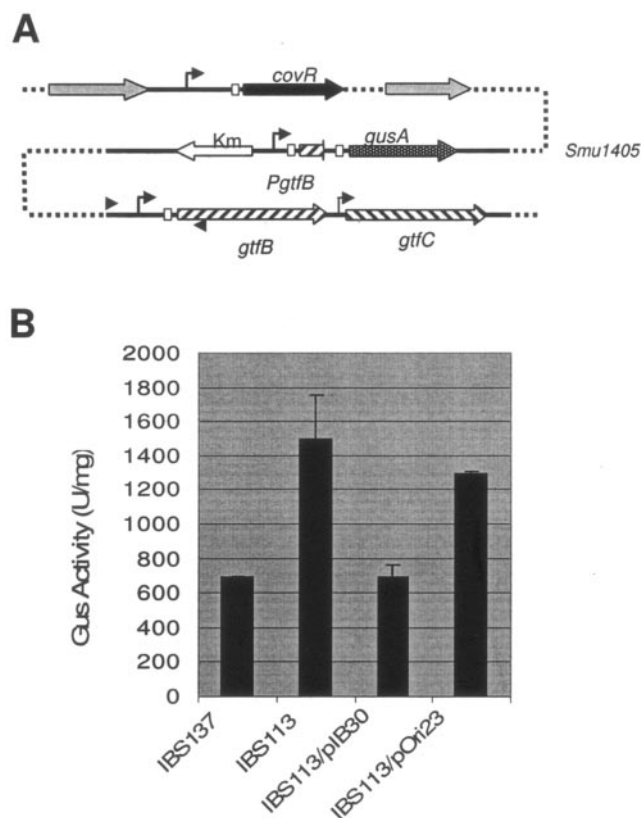 A
covR
Km
gusA
Smu1405
PgtfB
gtfB
gtfC
B
Gus Activity (U/mg)
2000
1800
1600
1400
1200
1000
800
600
400
200
0
IBS137
IBS113
IBS113/pIB30
IBS113/pOri23